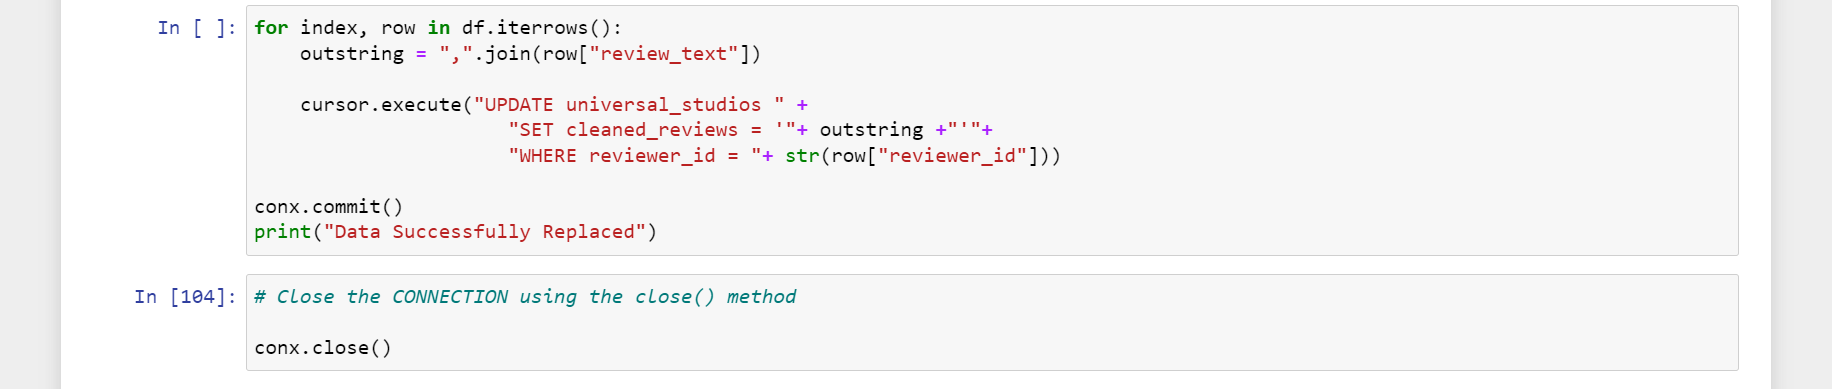 In [ ]: for index, row in df.iterrows():
    outstring = ",".join(row["review_text"])
    cursor.execute("UPDATE universal_studios " +
                      "SET cleaned_reviews = '"+ outstring +"'"+
                      "WHERE reviewer_id = "+ str(row["reviewer_id"]))
conx.commit()
print("Data Successfully Replaced")
In [104]: # Close the CONNECTION using the close() method
conx.close()